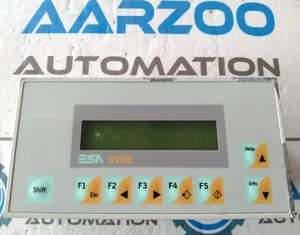 AARZOO
AUTOMATION
ESA VT50
Help
Shift
F1 Esc
F2
F3
F4
F5
Info